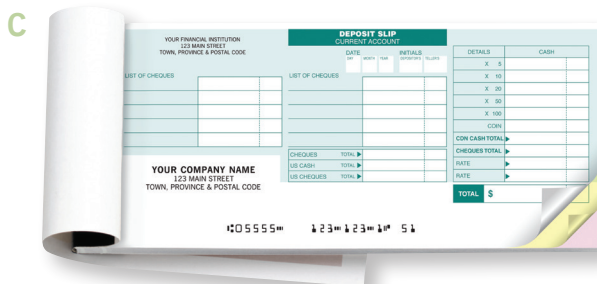 C
YOUR FINANCIAL INSTITUTION
123 MAIN STREET
TOWN, PROVINCE & POSTAL CODE
DEPOSIT SLIP
CURRENT ACCOUNT
DATE INITIALS
DAY MONTH YEAR DEPOSITOR'S TELLER'S
LIST OF CHEQUES
LIST OF CHEQUES
DETAILS CASH
X 5
X 10
X 20
X 50
X 100
COIN
CDN CASH TOTAL
CHEQUES TOTAL
RATE
RATE
TOTAL $
CHEQUES TOTAL
US CASH TOTAL
US CHEQUES TOTAL
YOUR COMPANY NAME
123 MAIN STREET
TOWN, PROVINCE & POSTAL CODE
⑆05555⑉ 123⑉123⑉1⑈ 51